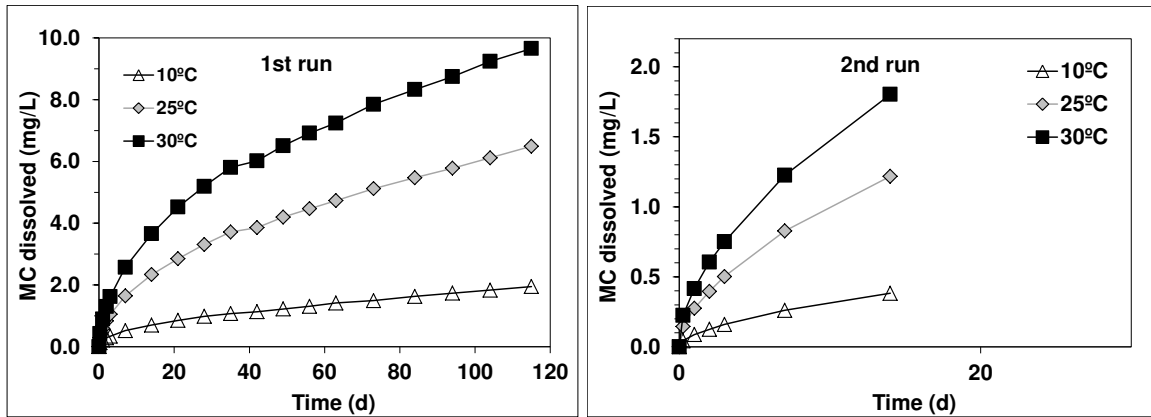 10.0
8.0
6.0
4.0
2.0
0.0
MC dissolved (mg/L)
1st run
10ºC
25ºC
30ºC
0 20 40 60 80 100 120
Time (d)
2.0
1.5
1.0
0.5
0.0
MC dissolved (mg/L)
2nd run
10ºC
25ºC
30ºC
0 20
Time (d)